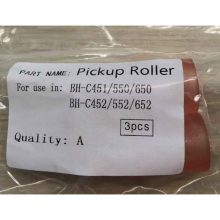 PART NAME: Pickup Roller
For use in: BH-C451/550/650
BH-C452/552/652
3pcs
Quality: A